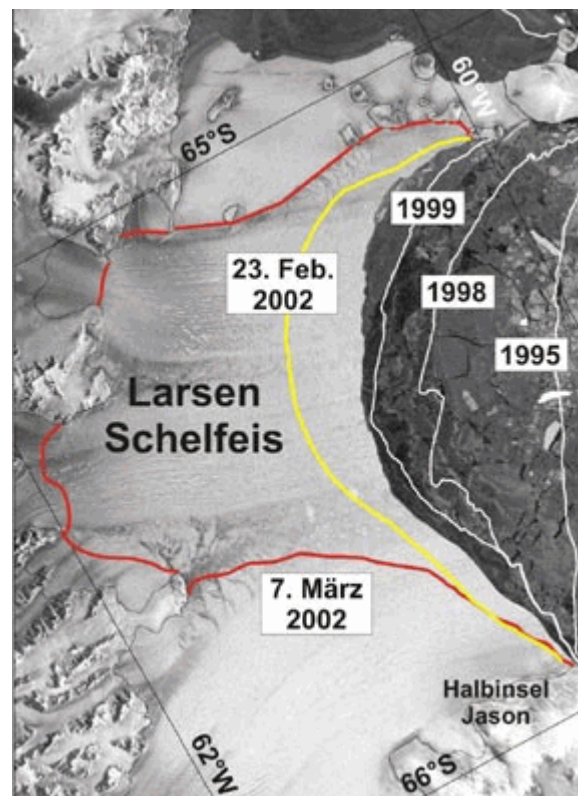 60°W
65°S
1999
23. Feb.
2002
1998
1995
Larsen
Schelfeis
7. März
2002
Halbinsel
Jason
62°W
66°S